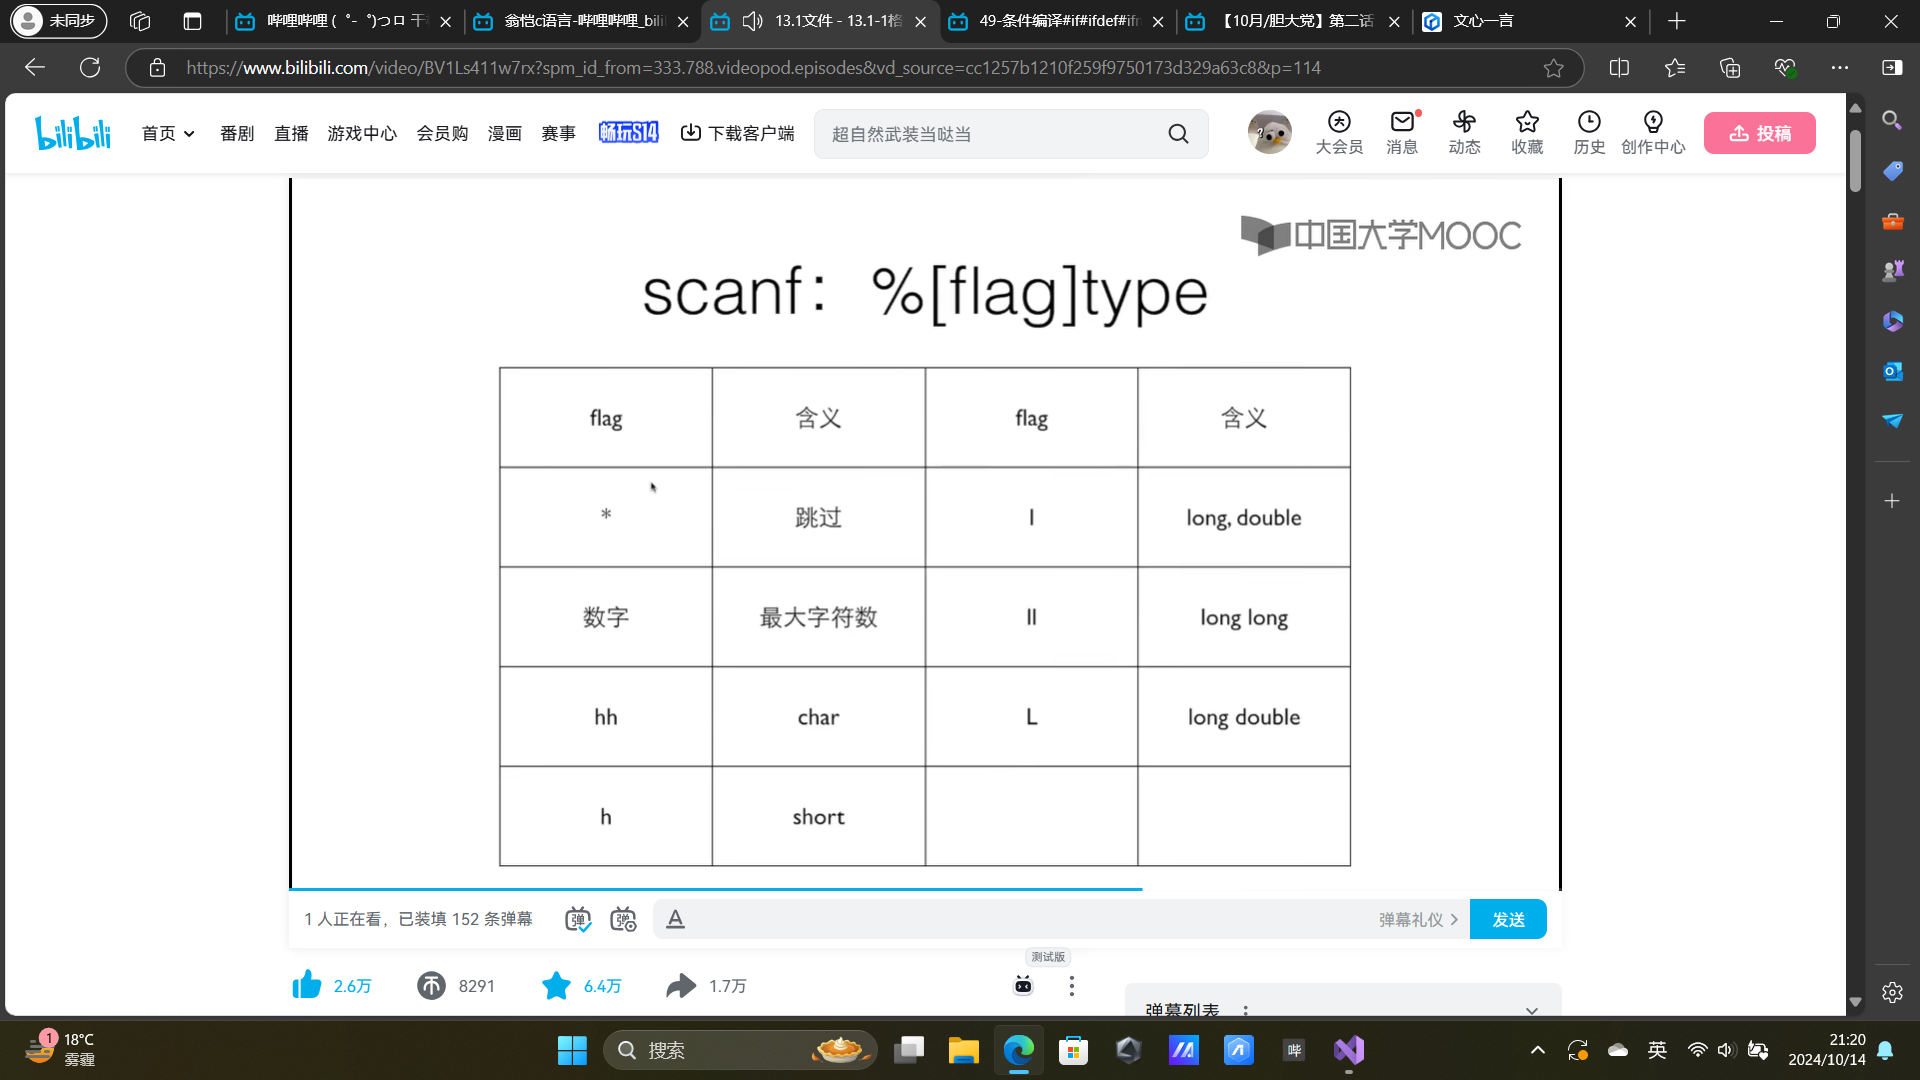 未同步
哔哩哔哩 (゜-゜)つロ 干
翁恺c语言-哔哩哔哩_bili
13.1文件 - 13.1-1格
49-条件编译#if#ifdef#ifn
【10月/胆大党】第二话
文心一言
https://www.bilibili.com/video/BV1Ls411w7rx?spm_id_from=333.788.videopod.episodes&vd_source=cc1257b1210f259f9750173d329a63c8&p=114
bilibili 首页 番剧 直播 游戏中心 会员购 漫画 赛事 畅玩S14 下载客户端 超自然武装当哒当 大会员 消息 动态 收藏 历史 创作中心 投稿
中国大学MOOC
scanf：%[flag]type
flag 含义 flag 含义
* 跳过 l long, double
数字 最大字符数 ll long long
hh char L long double
h short
1 人正在看，已装填 152 条弹幕 弹 弹 A 弹幕礼仪 > 发送
测试版
2.6万 8291 6.4万 1.7万
弹幕列表
1 18°C
雾霾
搜索
哔
英
21:20
2024/10/14